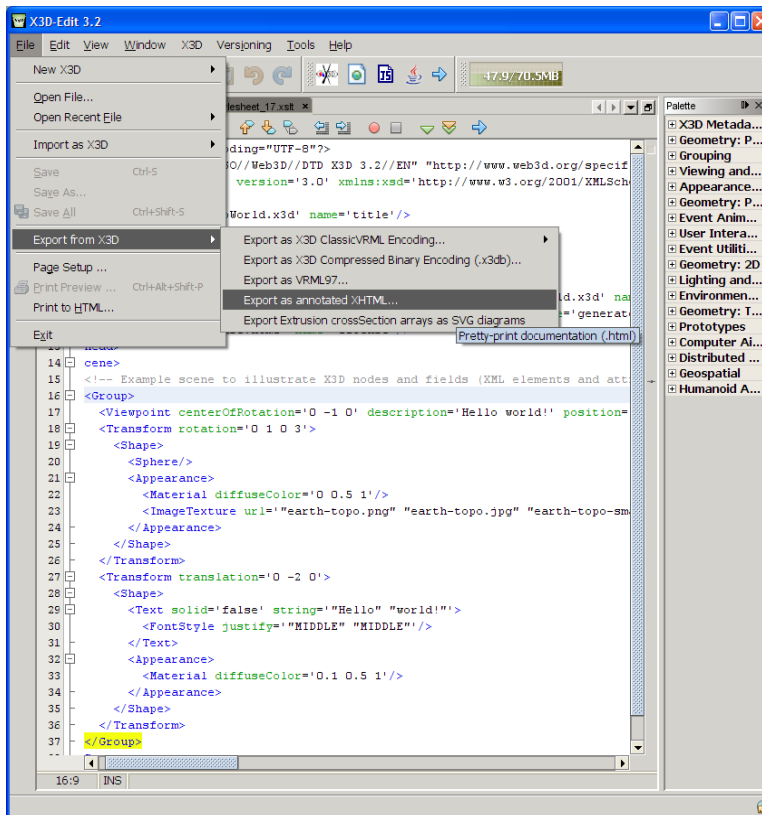 X3D-Edit 3.2
File Edit View Window X3D Versioning Tools Help
47.9/70.5MB
New X3D
Open File...
Open Recent File
Import as X3D
Save Ctrl-S
Save As...
Save All Ctrl+Shift-S
Export from X3D
Page Setup ...
Print Preview ... Ctrl+Alt+Shift-P
Print to HTML...
Exit
Export as X3D ClassicVRML Encoding...
Export as X3D Compressed Binary Encoding (.x3db)...
Export as VRML97...
Export as annotated XHTML...
Export Extrusion crossSection arrays as SVG diagrams
Pretty-print documentation (.html)
lesheet_17.xslt
ding="UTF-8"?>
O//Web3D//DTD X3D 3.2//EN" "http://www.web3d.org/specif
version='3.0' xmlns:xsd='http://www.w3.org/2001/XMLSch
World.x3d' name='title'/>
ld.x3d' na
='generat
14 cene>
15 <!-- Example scene to illustrate X3D nodes and fields (XML elements and att
16 <Group>
17 <Viewpoint centerOfRotation='0 -1 0' description='Hello world!' position=
18 <Transform rotation='0 1 0 3'>
19 <Shape>
20 <Sphere/>
21 <Appearance>
22 <Material diffuseColor='0 0.5 1'/>
23 <ImageTexture url='"earth-topo.png" "earth-topo.jpg" "earth-topo-sm
24 </Appearance>
25 </Shape>
26 </Transform>
27 <Transform translation='0 -2 0'>
28 <Shape>
29 <Text solid='false' string='"Hello" "world!"'>
30 <FontStyle justify='"MIDDLE" "MIDDLE"'/>
31 </Text>
32 <Appearance>
33 <Material diffuseColor='0.1 0.5 1'/>
34 </Appearance>
35 </Shape>
36 </Transform>
37 </Group>
16:9 INS
Palette
X3D Metada...
Geometry: P...
Grouping
Viewing and...
Appearance...
Geometry: P...
Event Anim...
User Intera...
Event Utiliti...
Geometry: 2D
Lighting and...
Environmen...
Geometry: T...
Prototypes
Computer Ai...
Distributed ...
Geospatial
Humanoid A...